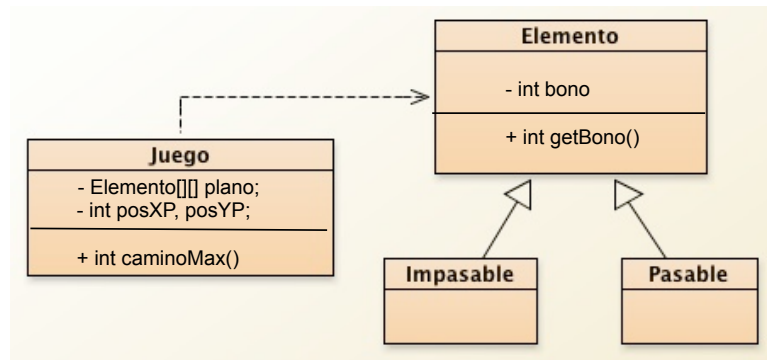 Elemento
- int bono
+ int getBono()
Juego
- Elemento[][] plano;
- int posXP, posYP;
+ int caminoMax()
Impasable
Pasable